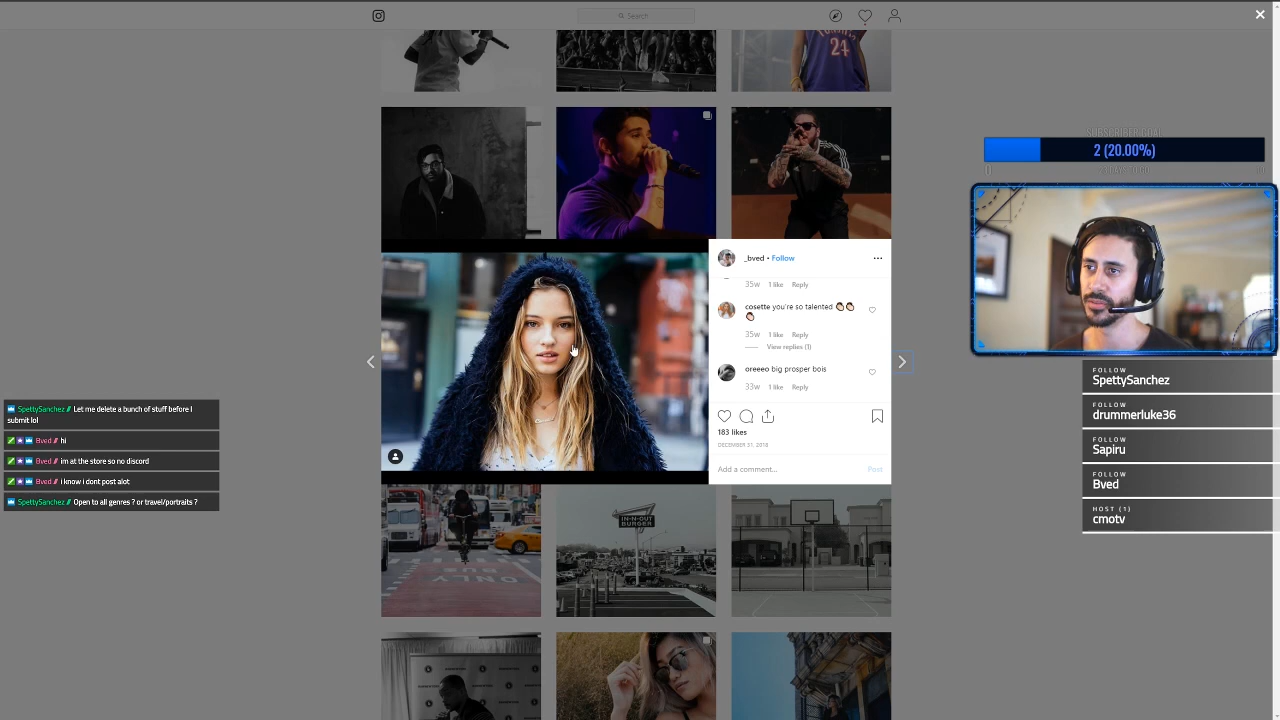 Search
24
SUBSCRIBER GOAL
2 (20.00%)
_bved • Follow
35w 1 like Reply
cosette you're so talented 👏🏻👏🏻
👏🏻
35w 1 like Reply
View replies (1)
oreeeo big prosper bois
33w 1 like Reply
183 likes
DECEMBER 31, 2018
Add a comment... Post
SpettySanchez // Let me delete a bunch of stuff before I
submit lol
Bved // hi
Bved // im at the store so no discord
Bved // i know i dont post alot
SpettySanchez // Open to all genres ? or travel/portraits ?
FOLLOW
SpettySanchez
FOLLOW
drummerluke36
FOLLOW
Sapiru
FOLLOW
Bved
HOST (1)
cmotv
IN-N-OUT
BURGER
ONLY